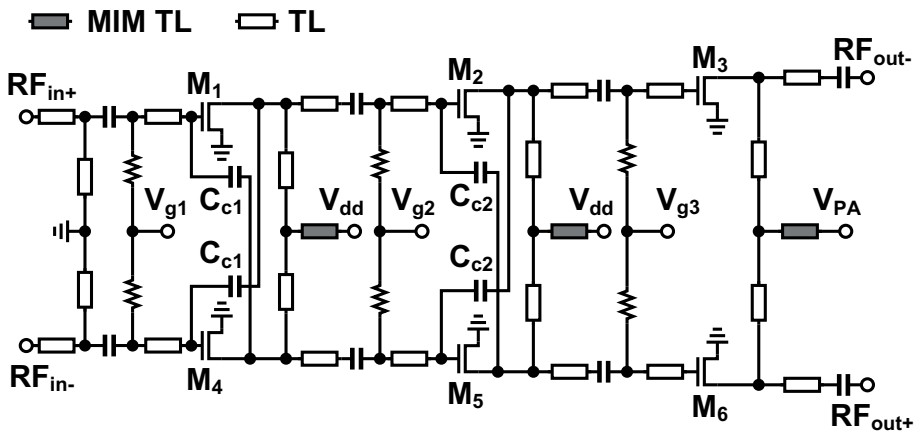 MIM TL
TL
RFin+
M1
M2
M3
RFout-
Vg1
Cc1
Vdd
Vg2
Cc2
Vdd
Vg3
VPA
Cc1
Cc2
RFin-
M4
M5
M6
RFout+